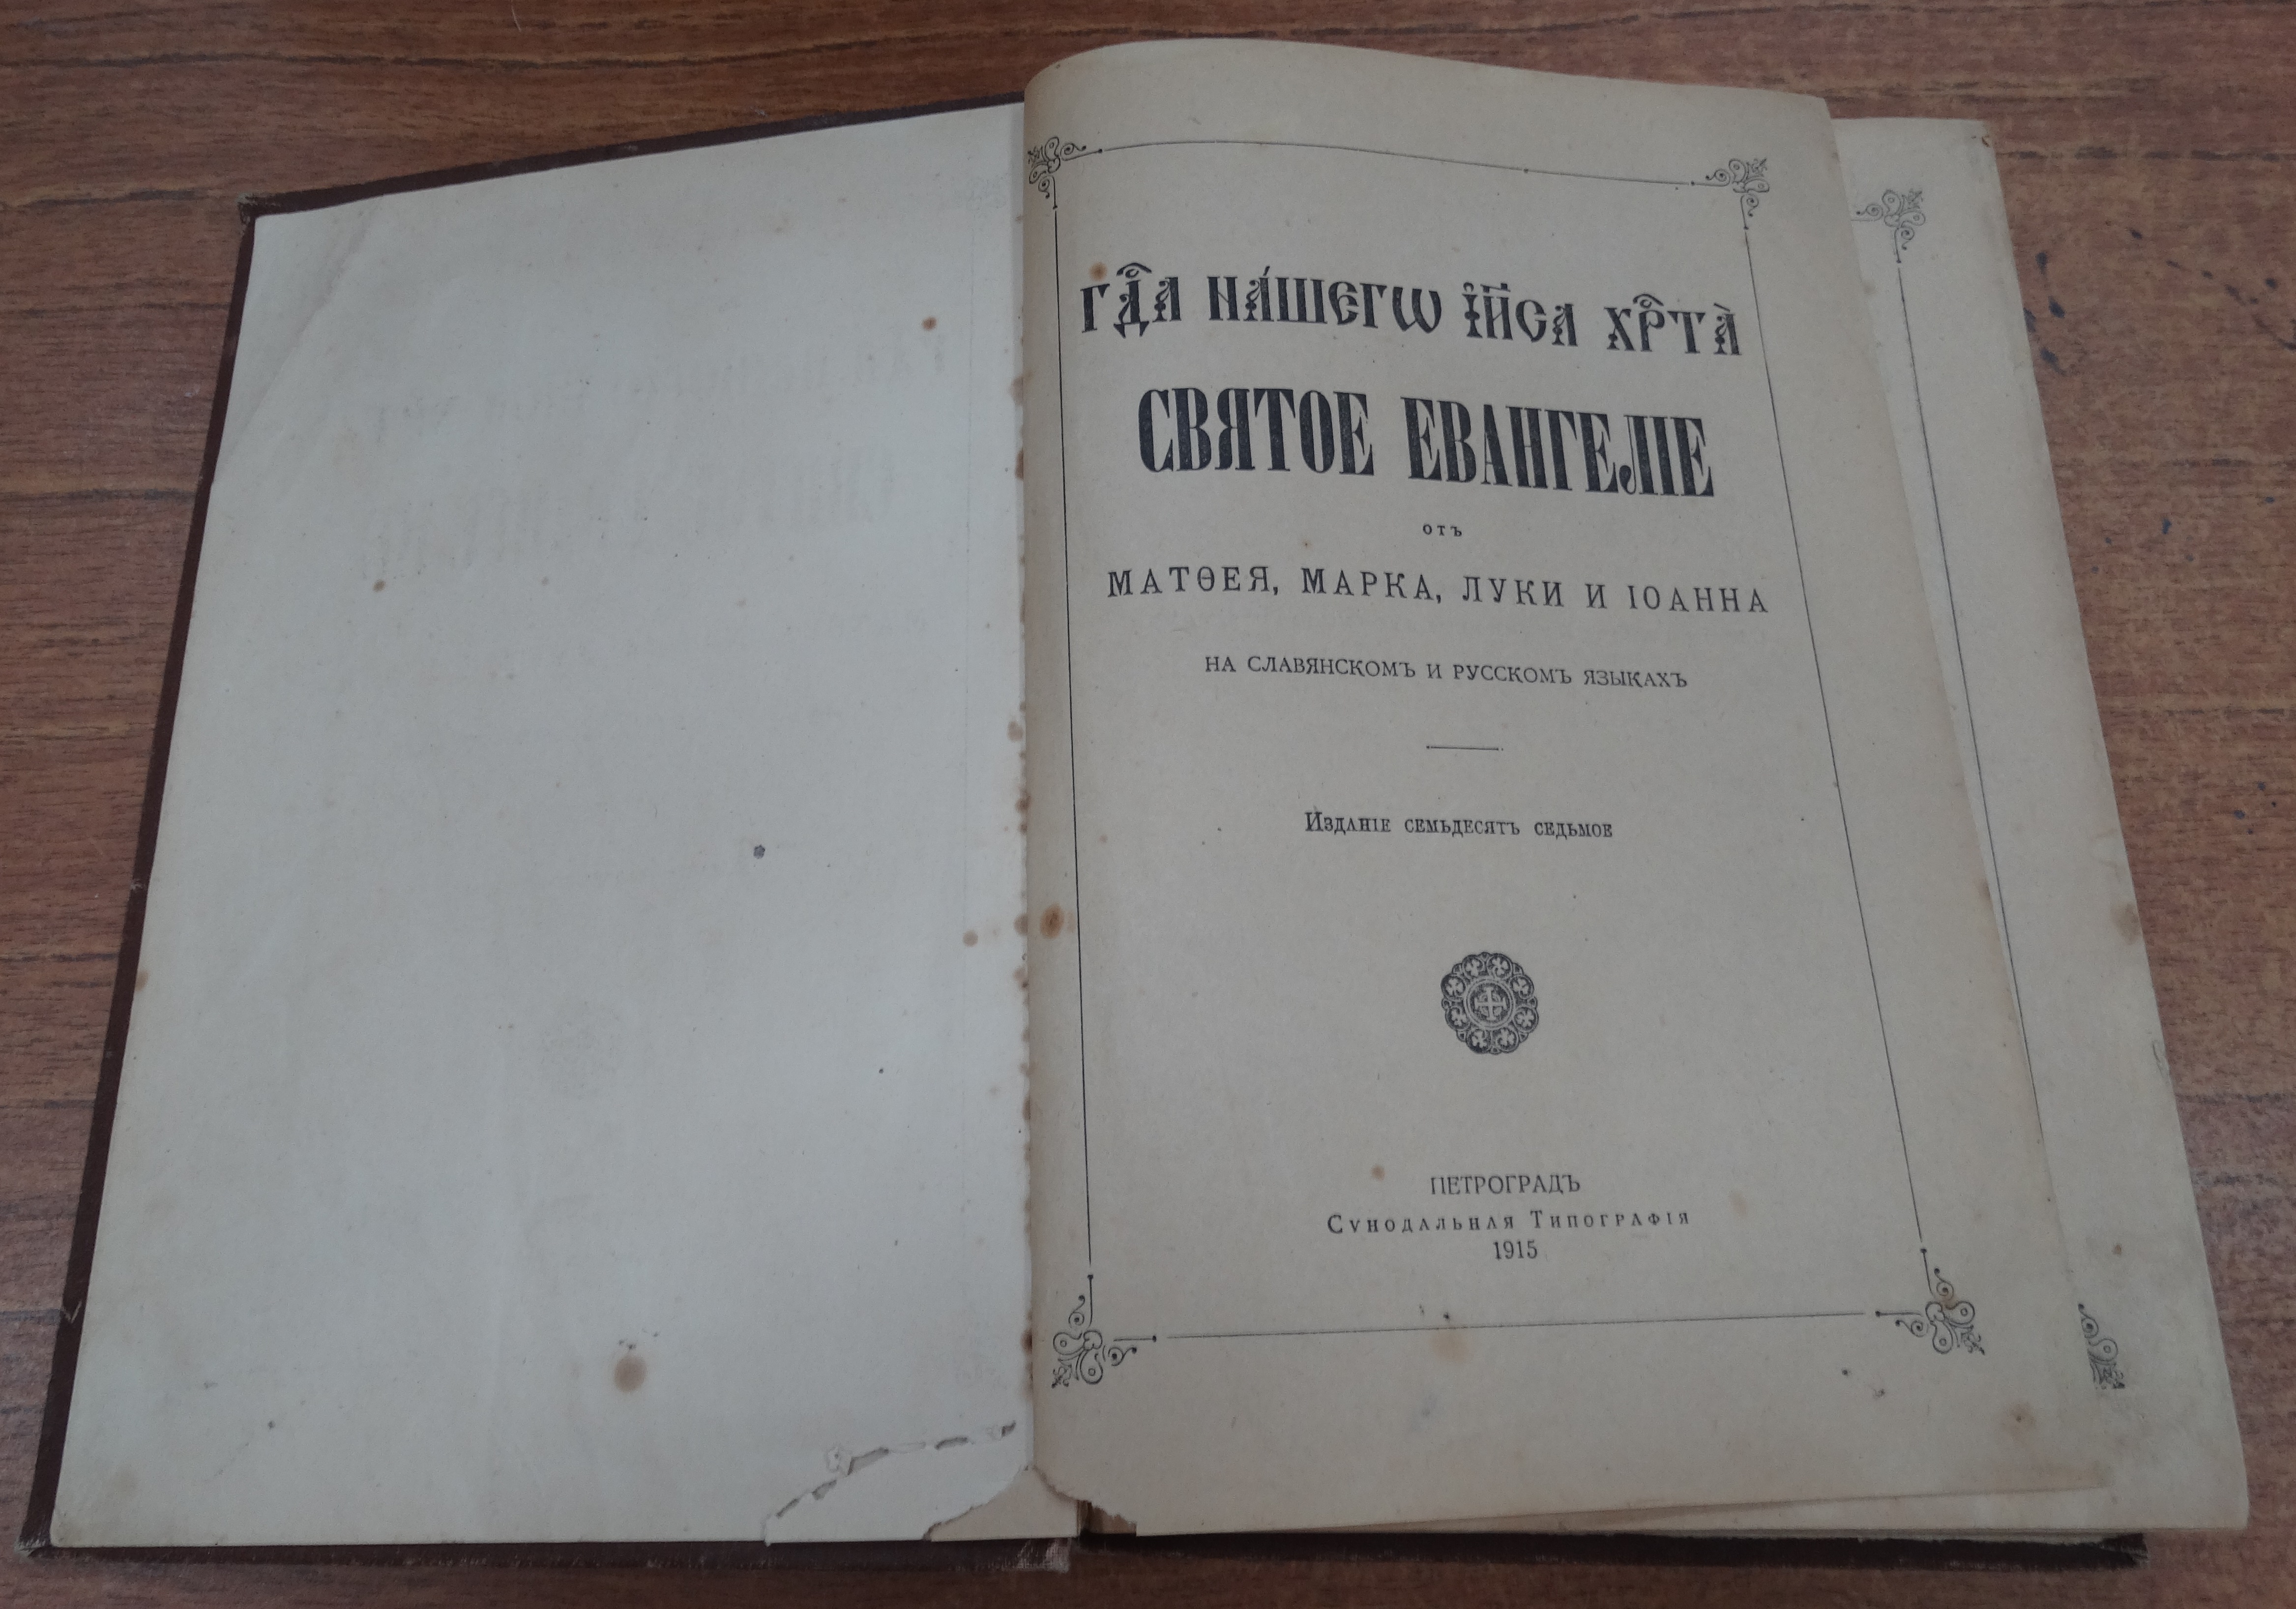 Гдⷭ҇а на́шегѡ і҆и҃са хрⷭ҇та̀
СВЯТОЕ ЕВАНГЕЛІЕ
отъ
МАТѲЕЯ, МАРКА, ЛУКИ И ІОАННА
НА СЛАВЯНСКОМЪ И РУССКОМЪ ЯЗЫКАХЪ
Изданіе семьдесятъ седьмое
ПЕТРОГРАДЪ
Сѵнодальная Типографія
1915